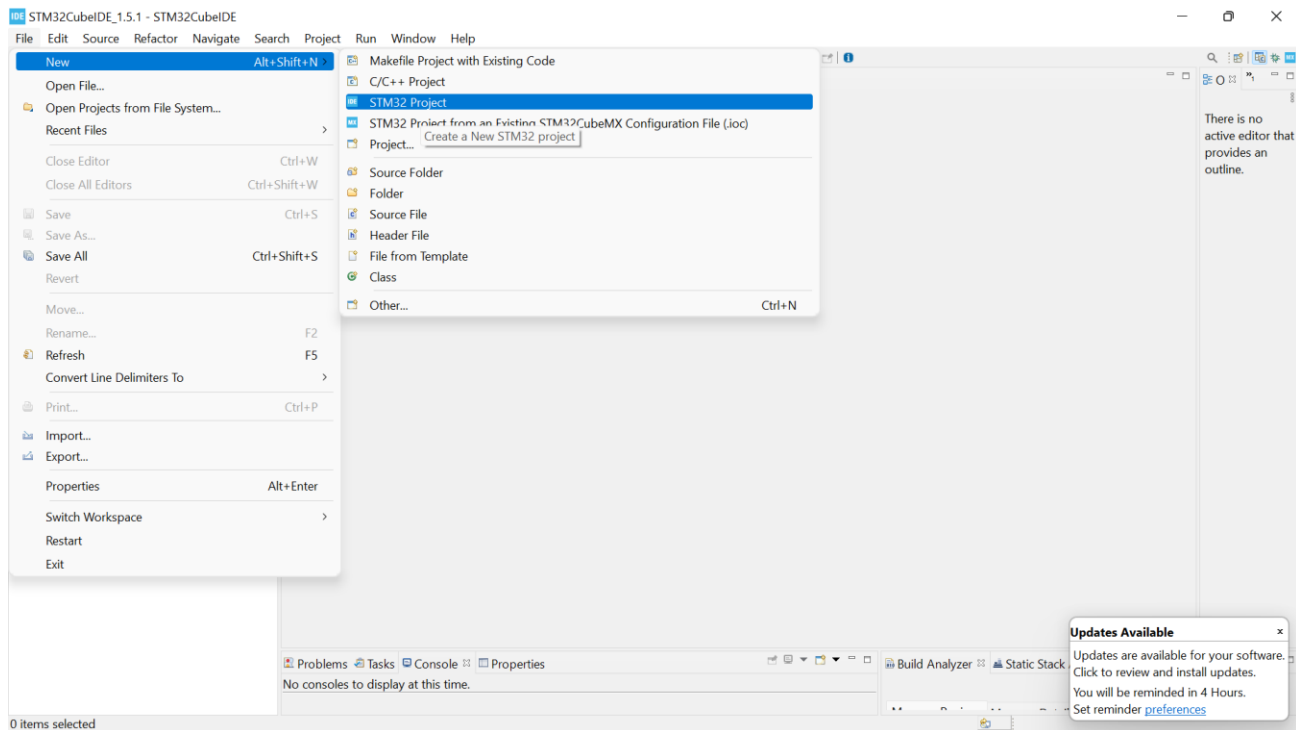 IDE STM32CubeIDE_1.5.1 - STM32CubeIDE
File Edit Source Refactor Navigate Search Project Run Window Help
New Alt+Shift+N >
Open File...
Open Projects from File System...
Recent Files >
Close Editor Ctrl+W
Close All Editors Ctrl+Shift+W
Save Ctrl+S
Save As...
Save All Ctrl+Shift+S
Revert
Move...
Rename... F2
Refresh F5
Convert Line Delimiters To >
Print... Ctrl+P
Import...
Export...
Properties Alt+Enter
Switch Workspace >
Restart
Exit
Makefile Project with Existing Code
C/C++ Project
IDE STM32 Project
MX STM32 Project from an Existing STM32CubeMX Configuration File (.ioc)
Create a New STM32 project
Project...
Source Folder
Folder
Source File
Header File
File from Template
Class
Other... Ctrl+N
There is no
active editor that
provides an
outline.
Problems Tasks Console Properties
No consoles to display at this time.
Build Analyzer Static Stack
Updates Available x
Updates are available for your software.
Click to review and install updates.
You will be reminded in 4 Hours.
Set reminder preferences
0 items selected